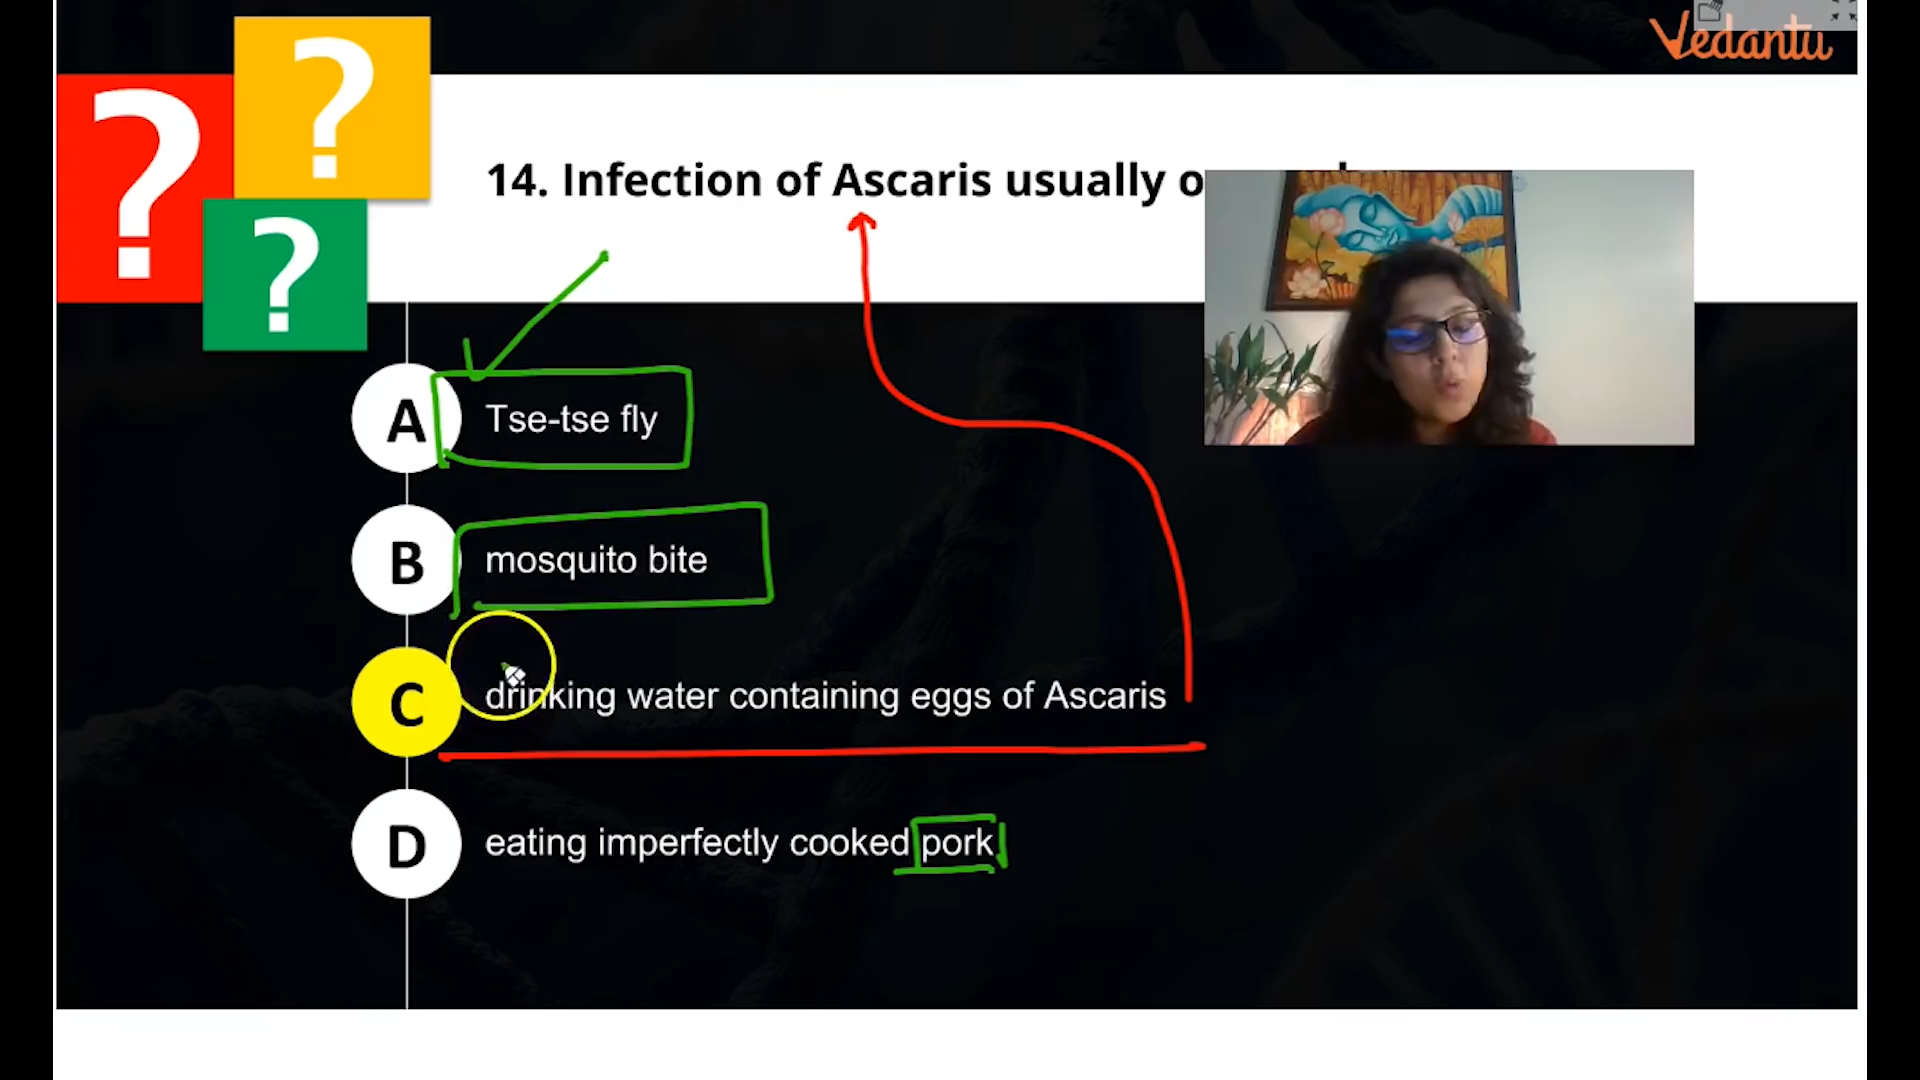 Vedantu
? ? ?
14. Infection of Ascaris usually
A Tse-tse fly
B mosquito bite
C drinking water containing eggs of Ascaris
D eating imperfectly cooked pork